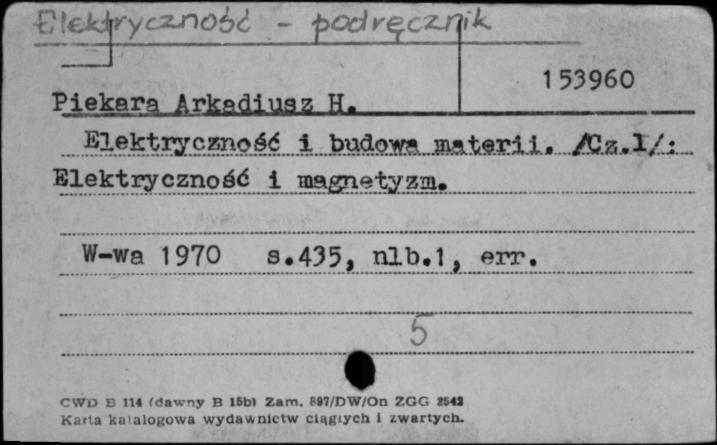 Elektryczność - podręcznik
153960
Piekara Arkadiusz H.
Elektryczność i budowa materii. /Cz.1/:
Elektryczność i magnetyzm.
W-wa 1970 s.435, nlb.1, err.
5
CWD B 114 (dawny B 15b) Zam. 897/DW/On ZGG 2542
Karta katalogowa wydawnictw ciągłych i zwartych.